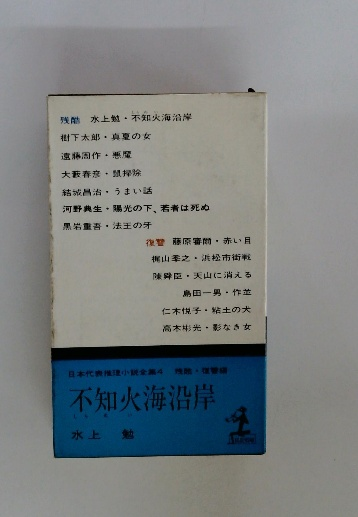 残酷 水上勉・不知火海沿岸
樹下太郎・真夏の女
遠藤周作・悪魔
大藪春彦・鼠掃除
結城昌治・うまい話
河野典生・陽光の下、若者は死ぬ
黒岩重吾・法王の牙
復讐 藤原審爾・赤い目
梶山季之・浜松市街戦
陳舜臣・天山に消える
島田一男・作並
仁木悦子・粘土の犬
高木彬光・影なき女
日本代表推理小説全集4 残酷・復讐編
不知火海沿岸
水上 勉